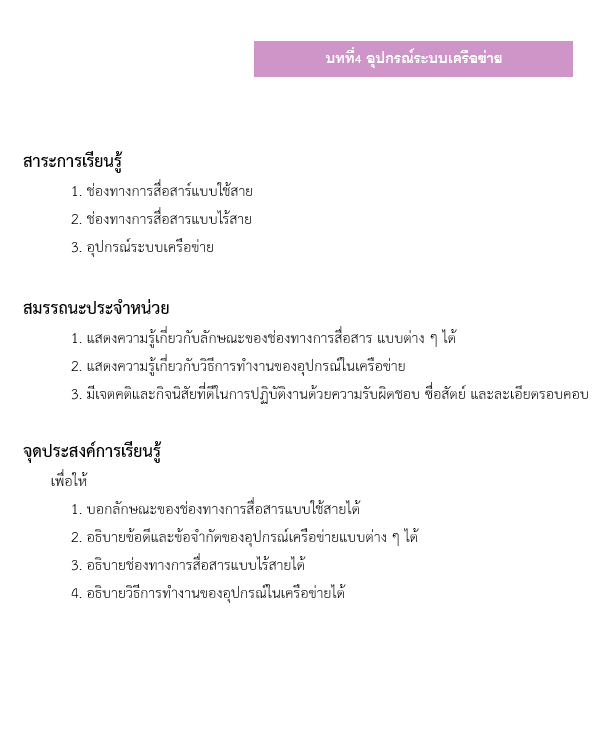 บทที่4 อุปกรณ์ระบบเครือข่าย
สาระการเรียนรู้
1. ช่องทางการสื่อสาร์แบบใช้สาย
2. ช่องทางการสื่อสารแบบไร้สาย
3. อุปกรณ์ระบบเครือข่าย
สมรรถนะประจำหน่วย
1. แสดงความรู้เกี่ยวกับลักษณะของช่องทางการสื่อสาร แบบต่าง ๆ ได้
2. แสดงความรู้เกี่ยวกับวิธีการทำงานของอุปกรณ์ในเครือข่าย
3. มีเจตคติและกิจนิสัยที่ดีในการปฏิบัติงานด้วยความรับผิดชอบ ซื่อสัตย์ และละเอียดรอบคอบ
จุดประสงค์การเรียนรู้
เพื่อให้
1. บอกลักษณะของช่องทางการสื่อสารแบบใช้สายได้
2. อธิบายข้อดีและข้อจำกัดของอุปกรณ์เครือข่ายแบบต่าง ๆ ได้
3. อธิบายช่องทางการสื่อสารแบบไร้สายได้
4. อธิบายวิธีการทำงานของอุปกรณ์ในเครือข่ายได้